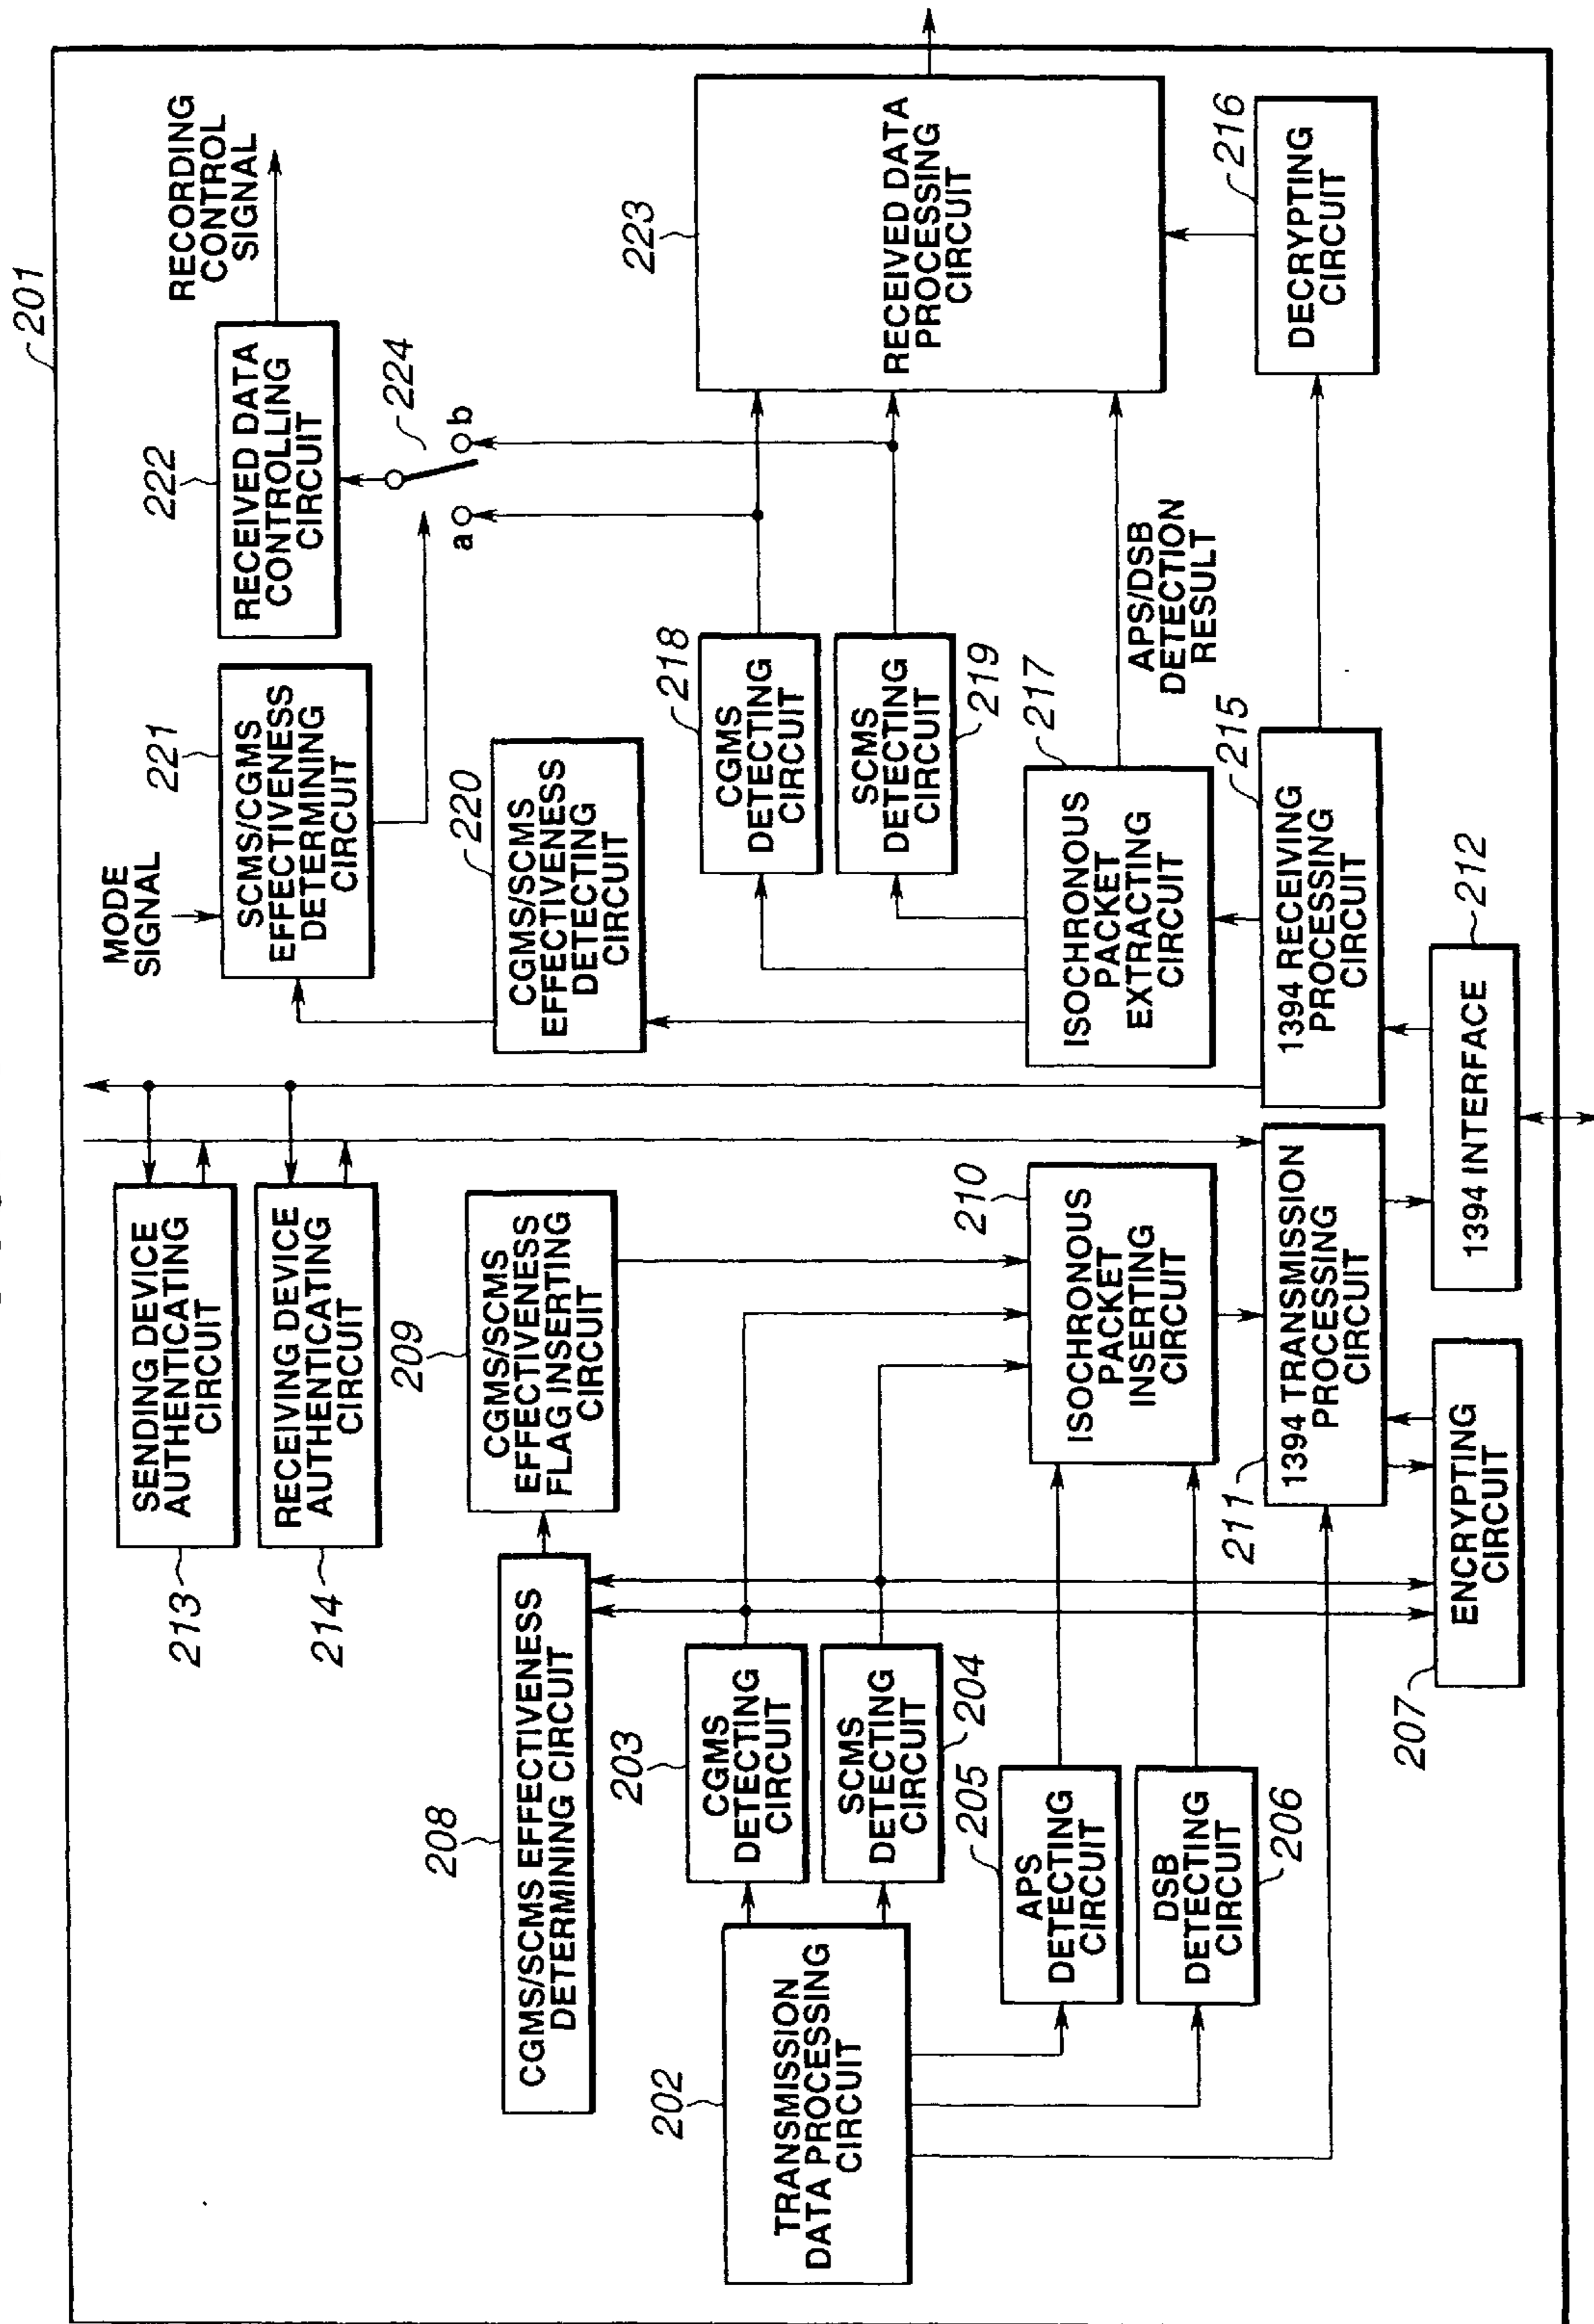 201
202
TRANSMISSION
DATA PROCESSING
CIRCUIT
203
CGMS
DETECTING
CIRCUIT
SCMS
DETECTING
CIRCUIT
204
205
APS
DETECTING
CIRCUIT
DSB
DETECTING
CIRCUIT
206
207
ENCRYPTING
CIRCUIT
208
CGMS/SCMS EFFECTIVENESS
DETERMINING CIRCUIT
209
CGMS/SCMS
EFFECTIVENESS
FLAG INSERTING
CIRCUIT
213
SENDING DEVICE
AUTHENTICATING
CIRCUIT
214
RECEIVING DEVICE
AUTHENTICATING
CIRCUIT
210
ISOCHRONOUS
PACKET
INSERTING
CIRCUIT
211
1394 TRANSMISSION
PROCESSING
CIRCUIT
1394 INTERFACE
212
MODE
SIGNAL
221
SCMS/CGMS
EFFECTIVENESS
DETERMINING
CIRCUIT
220
CGMS/SCMS
EFFECTIVENESS
DETECTING
CIRCUIT
218
CGMS
DETECTING
CIRCUIT
SCMS
DETECTING
CIRCUIT
219
217
ISOCHRONOUS
PACKET
EXTRACTING
CIRCUIT
215
1394 RECEIVING
PROCESSING
CIRCUIT
APS/DSB
DETECTION
RESULT
222
RECEIVED DATA
CONTROLLING
CIRCUIT
224
a
b
RECORDING
CONTROL
SIGNAL
223
RECEIVED DATA
PROCESSING
CIRCUIT
216
DECRYPTING
CIRCUIT